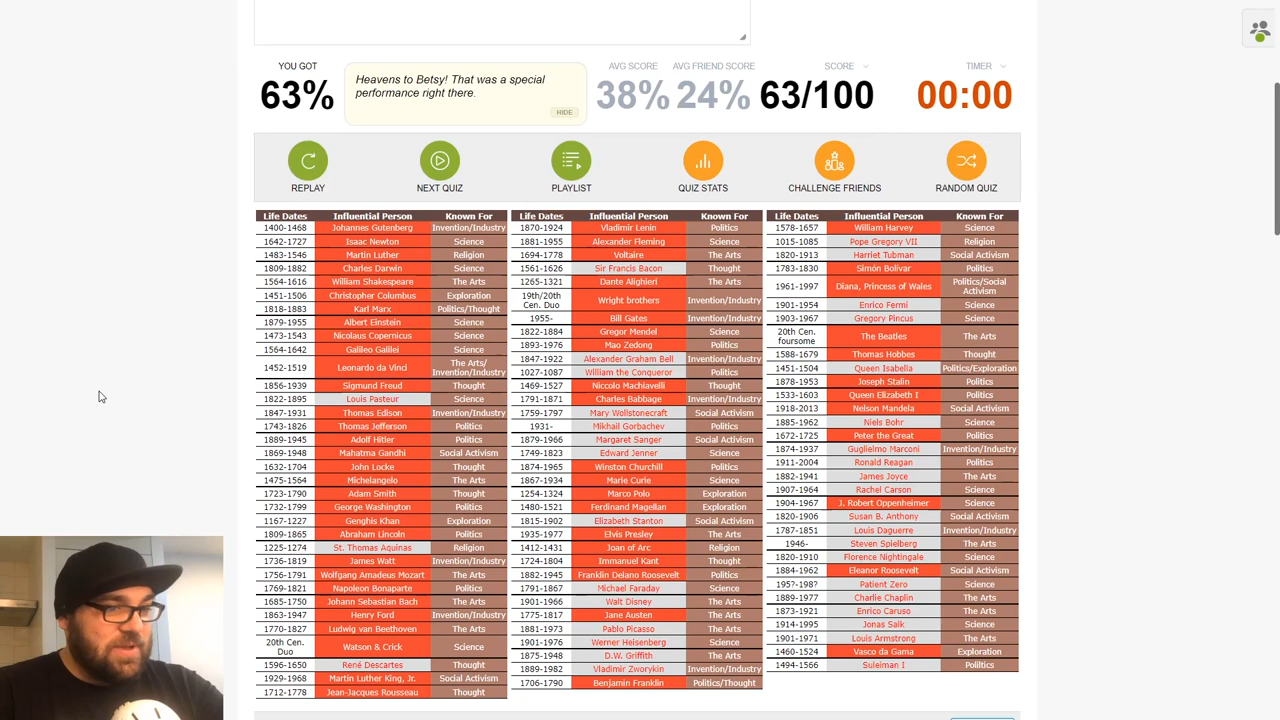 YOU GOT
63%
Heavens to Betsy! That was a special
performance right there.
HIDE
AVG SCORE
38%
AVG FRIEND SCORE
24%
SCORE
63/100
TIMER
00:00
REPLAY
NEXT QUIZ
PLAYLIST
QUIZ STATS
CHALLENGE FRIENDS
RANDOM QUIZ
Life Dates Influential Person Known For
1400-1468 Johannes Gutenberg Invention/Industry
1642-1727 Isaac Newton Science
1483-1546 Martin Luther Religion
1809-1882 Charles Darwin Science
1564-1616 William Shakespeare The Arts
1451-1506 Christopher Columbus Exploration
1818-1883 Karl Marx Politics/Thought
1879-1955 Albert Einstein Science
1473-1543 Nicolaus Copernicus Science
1564-1642 Galileo Galilei Science
1452-1519 Leonardo da Vinci The Arts/
Invention/Industry
1856-1939 Sigmund Freud Thought
1822-1895 Louis Pasteur Science
1847-1931 Thomas Edison Invention/Industry
1743-1826 Thomas Jefferson Politics
1889-1945 Adolf Hitler Politics
1869-1948 Mahatma Gandhi Social Activism
1632-1704 John Locke Thought
1475-1564 Michelangelo The Arts
1723-1790 Adam Smith Thought
1732-1799 George Washington Politics
1167-1227 Genghis Khan Exploration
1809-1865 Abraham Lincoln Politics
1225-1274 St. Thomas Aquinas Religion
1736-1819 James Watt Invention/Industry
1756-1791 Wolfgang Amadeus Mozart The Arts
1769-1821 Napoleon Bonaparte Politics
1685-1750 Johann Sebastian Bach The Arts
1863-1947 Henry Ford Invention/Industry
1770-1827 Ludwig van Beethoven The Arts
20th Cen.
Duo Watson & Crick Science
1596-1650 René Descartes Thought
1929-1968 Martin Luther King, Jr. Social Activism
1712-1778 Jean-Jacques Rousseau Thought
Life Dates Influential Person Known For
1870-1924 Vladimir Lenin Politics
1881-1955 Alexander Fleming Science
1694-1778 Voltaire The Arts
1561-1626 Sir Francis Bacon Thought
1265-1321 Dante Alighieri The Arts
19th/20th
Cen. Duo Wright brothers Invention/Industry
1955- Bill Gates Invention/Industry
1822-1884 Gregor Mendel Science
1893-1976 Mao Zedong Politics
1847-1922 Alexander Graham Bell Invention/Industry
1027-1087 William the Conqueror Politics
1469-1527 Niccolo Machiavelli Thought
1791-1871 Charles Babbage Invention/Industry
1759-1797 Mary Wollstonecraft Social Activism
1931- Mikhail Gorbachev Politics
1879-1966 Margaret Sanger Social Activism
1749-1823 Edward Jenner Science
1874-1965 Winston Churchill Politics
1867-1934 Marie Curie Science
1254-1324 Marco Polo Exploration
1480-1521 Ferdinand Magellan Exploration
1815-1902 Elizabeth Stanton Social Activism
1935-1977 Elvis Presley The Arts
1412-1431 Joan of Arc Religion
1724-1804 Immanuel Kant Thought
1882-1945 Franklin Delano Roosevelt Politics
1791-1867 Michael Faraday Science
1901-1966 Walt Disney The Arts
1775-1817 Jane Austen The Arts
1881-1973 Pablo Picasso The Arts
1901-1976 Werner Heisenberg Science
1875-1948 D.W. Griffith The Arts
1889-1982 Vladimir Zworykin Invention/Industry
1706-1790 Benjamin Franklin Politics/Thought
Life Dates Influential Person Known For
1578-1657 William Harvey Science
1015-1085 Pope Gregory VII Religion
1820-1913 Harriet Tubman Social Activism
1783-1830 Simón Bolívar Politics
1961-1997 Diana, Princess of Wales Politics/Social
Activism
1901-1954 Enrico Fermi Science
1903-1967 Gregory Pincus Science
20th Cen.
foursome The Beatles The Arts
1588-1679 Thomas Hobbes Thought
1451-1504 Queen Isabella Politics/Exploration
1878-1953 Joseph Stalin Politics
1533-1603 Queen Elizabeth I Politics
1918-2013 Nelson Mandela Social Activism
1885-1962 Niels Bohr Science
1672-1725 Peter the Great Politics
1874-1937 Guglielmo Marconi Invention/Industry
1911-2004 Ronald Reagan Politics
1882-1941 James Joyce The Arts
1907-1964 Rachel Carson Science
1904-1967 J. Robert Oppenheimer Science
1820-1906 Susan B. Anthony Social Activism
1787-1851 Louis Daguerre Invention/Industry
1946- Steven Spielberg The Arts
1820-1910 Florence Nightingale Science
1884-1962 Eleanor Roosevelt Social Activism
195?-198? Patient Zero Science
1889-1977 Charlie Chaplin The Arts
1873-1921 Enrico Caruso The Arts
1914-1995 Jonas Salk Science
1901-1971 Louis Armstrong The Arts
1460-1524 Vasco da Gama Exploration
1494-1566 Suleiman I Politics